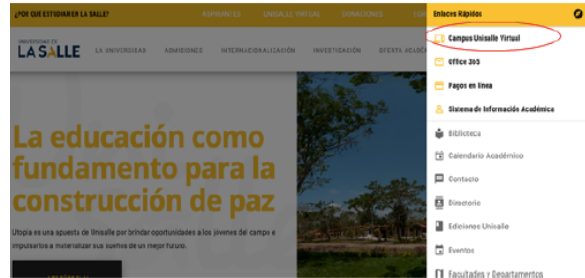 ¿POR QUÉ ESTUDIAR EN LA SALLE?
ASPIRANTES
UNISALLE VIRTUAL
DONACIONES
UNIVERSIDAD DE
LA SALLE
LA UNIVERSIDAD
ADMISIONES
INTERNACIONALIZACIÓN
INVESTIGACIÓN
OFERTA
La educación como
fundamento para la
construcción de paz
Utopía es una apuesta de Unisalle por brindar oportunidades a los jóvenes del campo e
impulsarlos a materializar sus sueños de un mejor futuro.
Enlaces Rápidos
Campus Unisalle Virtual
Office 365
Pagos en línea
Sistema de Información Académica
Biblioteca
Calendario Académico
Contacto
Directorio
Ediciones Unisalle
Eventos
Facultades y Departamentos